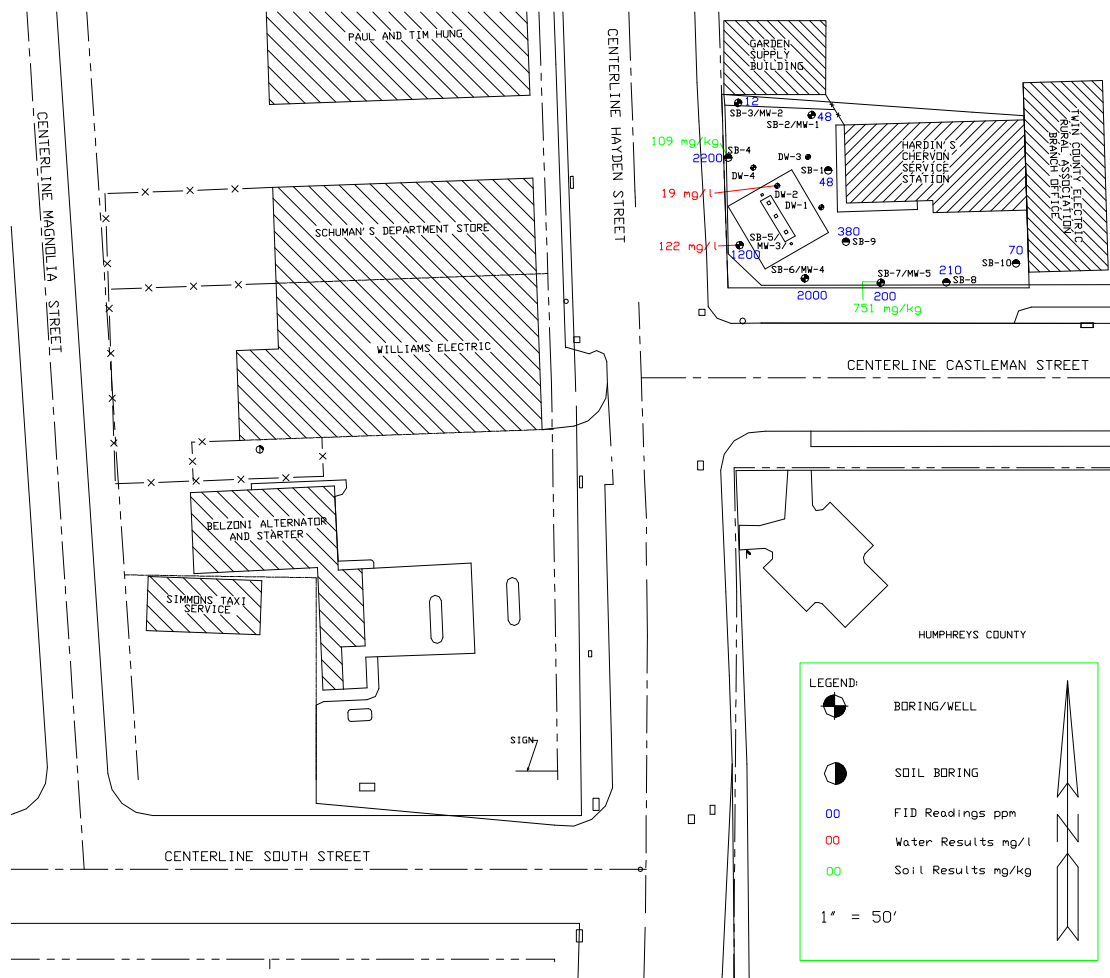 PAUL AND TIM HUNG
GARDEN
SUPPLY
BUILDING
CENTERLINE HAYDEN STREET
CENTERLINE MAGNOLIA STREET
12
SB-3/MW-2
48
SB-2/MW-1
109 mg/kg
SB-4
2200
DW-3
DW-4
SB-1
48
HARDIN'S
CHERVON
SERVICE
STATION
TWIN COUNTY ELECTRIC
RURAL ASSOCIATION
BRANCH OFFICE
19 mg/l
DW-2
DW-1
SCHUMAN'S DEPARTMENT STORE
122 mg/l
SB-5/
MW-3
1200
380
SB-9
70
SB-10
SB-6/MW-4
2000
SB-7/MW-5
200
210
SB-8
751 mg/kg
WILLIAMS ELECTRIC
CENTERLINE CASTLEMAN STREET
BELZONI ALTERNATOR
AND STARTER
SIMMONS TAXI
SERVICE
HUMPHREYS COUNTY
SIGN
CENTERLINE SOUTH STREET
LEGEND:
BORING/WELL
SOIL BORING
00 FID Readings ppm
00 Water Results mg/l
00 Soil Results mg/kg
1" = 50'
N